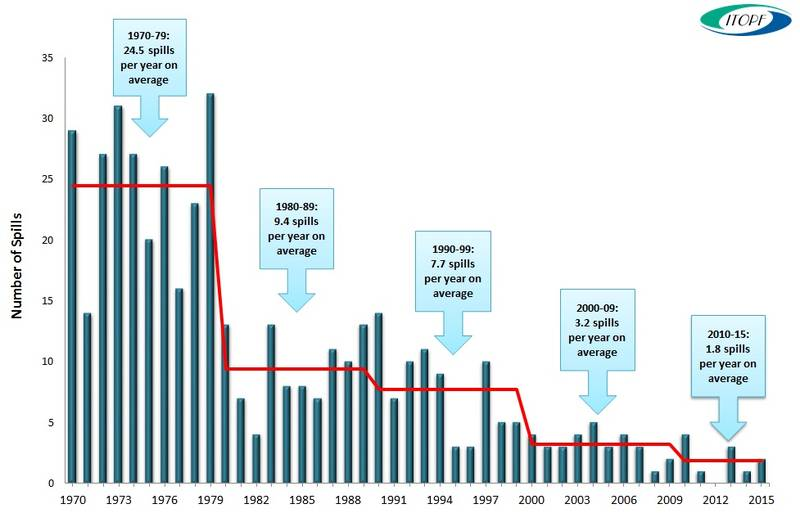 ITOPF
1970-79:
24.5 spills
per year on
average
1980-89:
9.4 spills
per year on
average
1990-99:
7.7 spills
per year on
average
2000-09:
3.2 spills
per year on
average
2010-15:
1.8 spills
per year on
average
Number of Spills
35
30
25
20
15
10
5
0
1970 1973 1976 1979 1982 1985 1988 1991 1994 1997 2000 2003 2006 2009 2012 2015